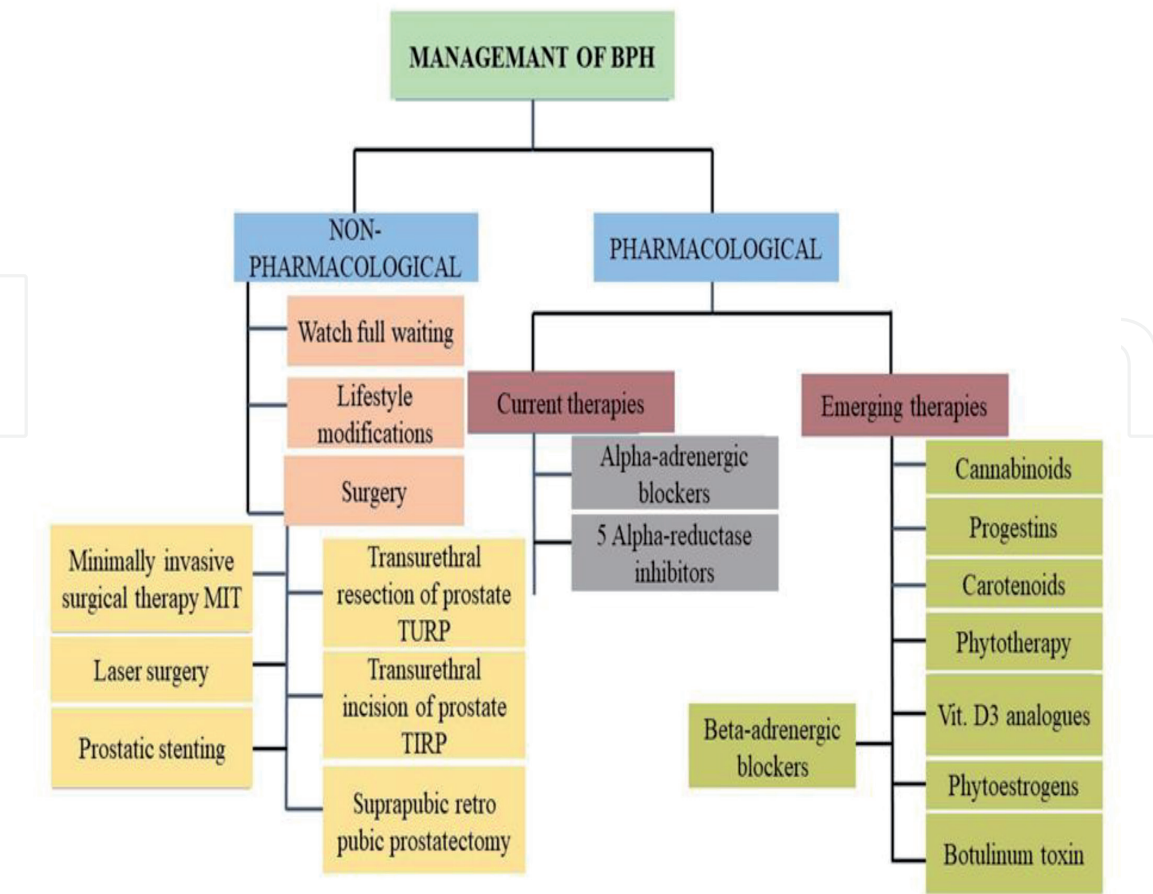 MANAGEMANT OF BPH
NON-
PHARMACOLOGICAL
PHARMACOLOGICAL
Watch full waiting
Lifestyle
modifications
Surgery
Minimally invasive
surgical therapy MIT
Laser surgery
Prostatic stenting
Transurethral
resection of prostate
TURP
Transurethral
incision of prostate
TIRP
Suprapubic retro
pubic prostatectomy
Current therapies
Alpha-adrenergic
blockers
5 Alpha-reductase
inhibitors
Emerging therapies
Cannabinoids
Progestins
Carotenoids
Phytotherapy
Vit. D3 analogues
Beta-adrenergic
blockers
Phytoestrogens
Botulinum toxin